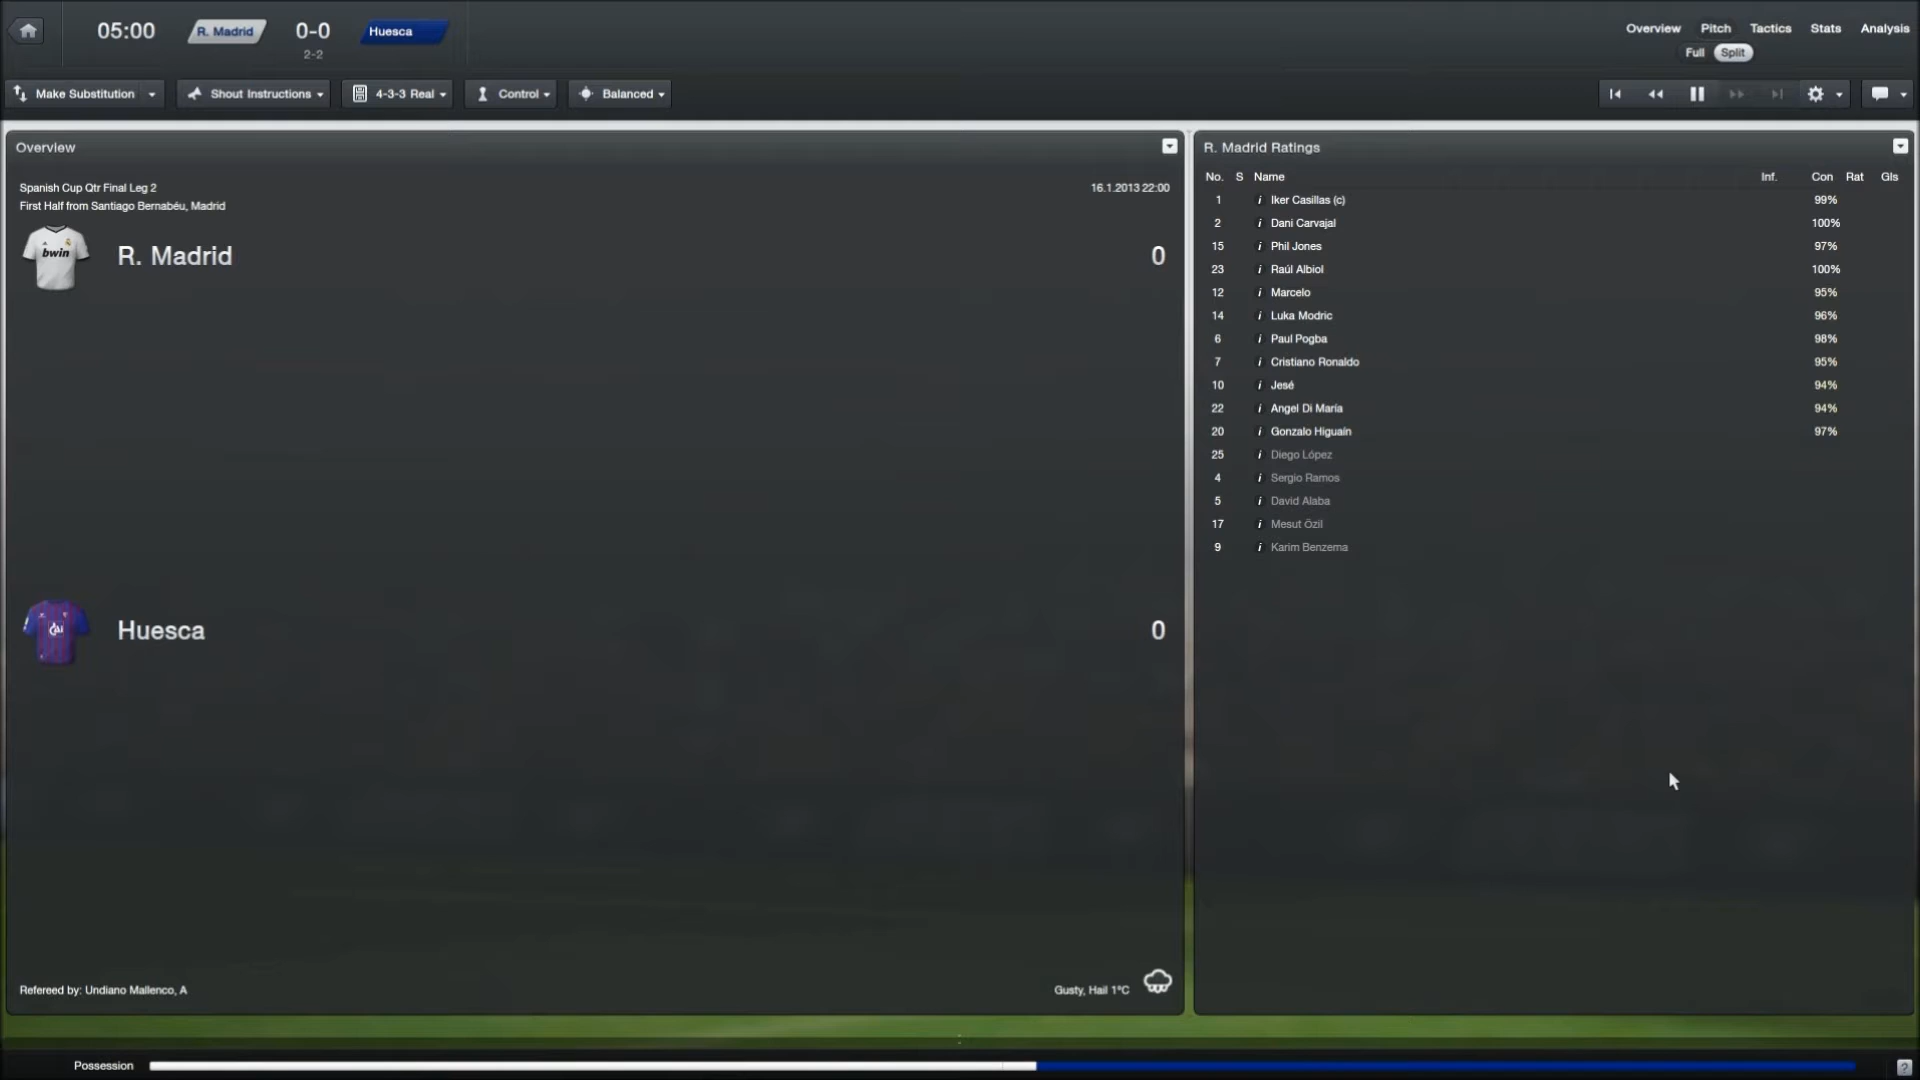 05:00 R. Madrid 0-0 Huesca
2-2
Overview Pitch Tactics Stats Analysis
Full Split
Make Substitution Shout Instructions 4-3-3 Real Control Balanced
Overview
Spanish Cup Qtr Final Leg 2 16.1.2013 22:00
First Half from Santiago Bernabéu, Madrid
bwin
R. Madrid 0
Huesca 0
Refereed by: Undiano Mallenco, A
Gusty, Hail 1°C
R. Madrid Ratings
No. S Name Inf. Con Rat Gls
1 i Iker Casillas (c) 99%
2 i Dani Carvajal 100%
15 i Phil Jones 97%
23 i Raúl Albiol 100%
12 i Marcelo 95%
14 i Luka Modric 96%
6 i Paul Pogba 98%
7 i Cristiano Ronaldo 95%
10 i Jesé 94%
22 i Angel Di María 94%
20 i Gonzalo Higuaín 97%
25 i Diego López
4 i Sergio Ramos
5 i David Alaba
17 i Mesut Özil
9 i Karim Benzema
Possession
?